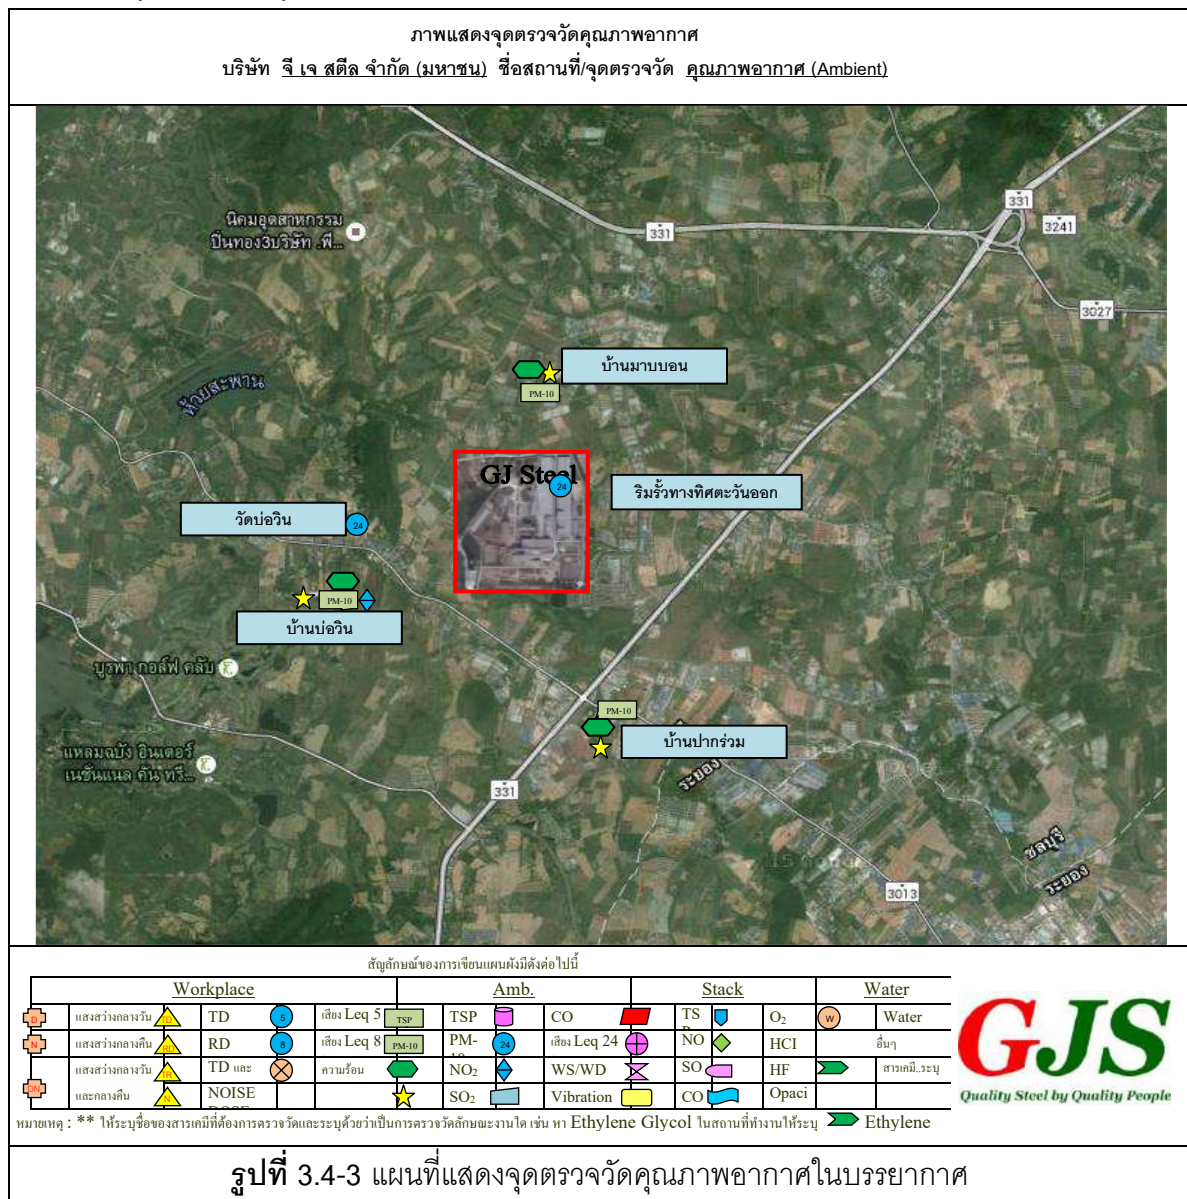 ภาพแสดงจุดตรวจวัดคุณภาพอากาศ
บริษัท จี เจ สตีล จำกัด (มหาชน) ชื่อสถานที่/จุดตรวจวัด คุณภาพอากาศ (Ambient)
331
3241
นิคมอุตสาหกรรม
ปิ่นทอง3บริษัท .พี...
331
3027
บ้านมาบบอน
ห้วยสะพาน
PM-10
GJ Steel
24
ริมรั้วทางทิศตะวันออก
วัดบ่อวิน
24
PM-10
บ้านบ่อวิน
บูรพา กอล์ฟ คลับ
PM-10
บ้านปากร่วม
แหลมฉบัง อินเตอร์
เนชั่นแนล คัน ทรี...
ระยอง
331
ชลบุรี
ระยอง
3013
สัญลักษณ์ของการเขียนแผนผังมีดังต่อไปนี้
Workplace Amb. Stack Water
D แสงสว่างกลางวัน TD TD 5 เสียง Leq 5 TSP TSP CO TS O2 W Water
N แสงสว่างกลางคืน RD RD 8 เสียง Leq 8 PM-10 PM- 24 เสียง Leq 24 NO HCI อื่นๆ
DN แสงสว่างกลางวัน TR TD และ ความร้อน NO2 WS/WD SO HF สารเคมี..ระบุ
และกลางคืน N NOISE SO2 Vibration CO Opaci
หมายเหตุ : ** ให้ระบุชื่อของสารเคมีที่ต้องการตรวจวัดและระบุด้วยว่าเป็นการตรวจวัดลักษณะงานใด เช่น หา Ethylene Glycol ในสถานที่ทำงานให้ระบุ Ethylene
GJS
Quality Steel by Quality People
รูปที่ 3.4-3 แผนที่แสดงจุดตรวจวัดคุณภาพอากาศในบรรยากาศ